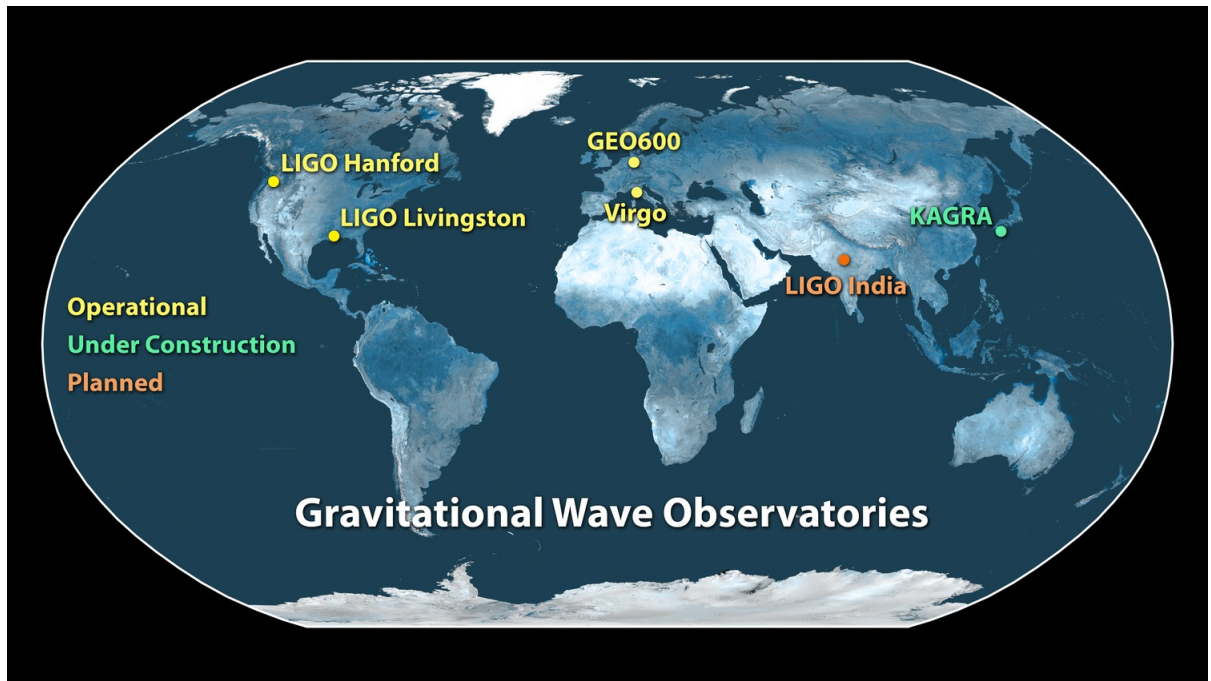 GEO600
LIGO Hanford
Virgo
LIGO Livingston
KAGRA
LIGO India
Operational
Under Construction
Planned
Gravitational Wave Observatories